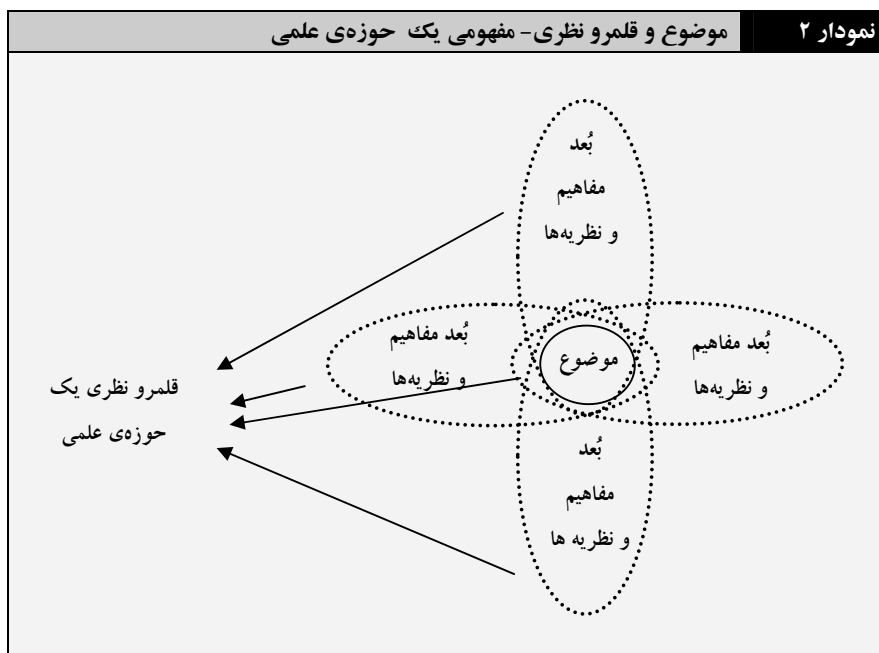 نمودار ۲ موضوع و قلمرو نظری- مفهومی یک حوزه‌ی علمی
بُعد
مفاهیم
و نظریه‌ها
بُعد مفاهیم
و نظریه‌ها
موضوع
بُعد مفاهیم
و نظریه‌ها
قلمرو نظری یک
حوزه‌ی علمی
بُعد
مفاهیم
و نظریه ها